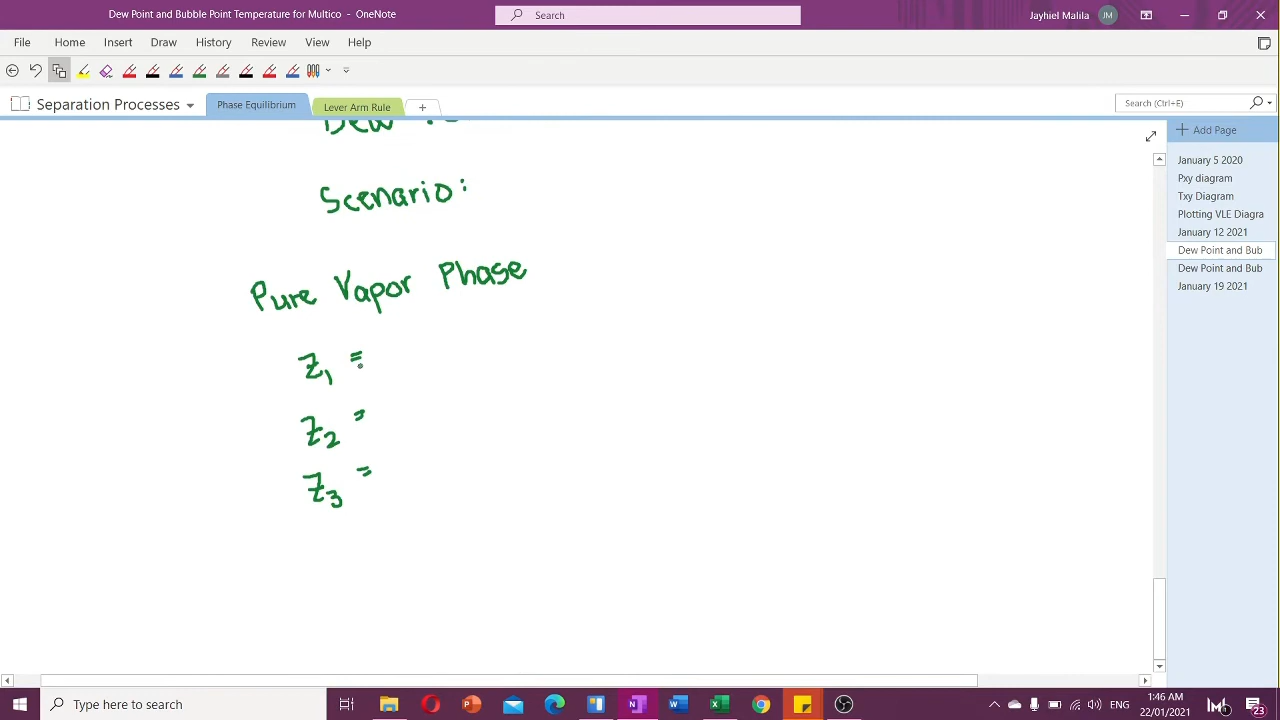 Dew Point and Bubble Point Temperature for Multico - OneNote
Search
Jayhiel Malila
JM
File Home Insert Draw History Review View Help
Separation Processes
Phase Equilibrium
Lever Arm Rule
Search (Ctrl+E)
Add Page
January 5 2020
Pxy diagram
Txy Diagram
Plotting VLE Diagra
January 12 2021
Dew Point and Bub
Dew Point and Bub
January 19 2021
Dew
Scenario:
Pure Vapor Phase
Z1 =
Z2 =
Z3 =
Type here to search
ENG
1:46 AM
22/01/2021
23